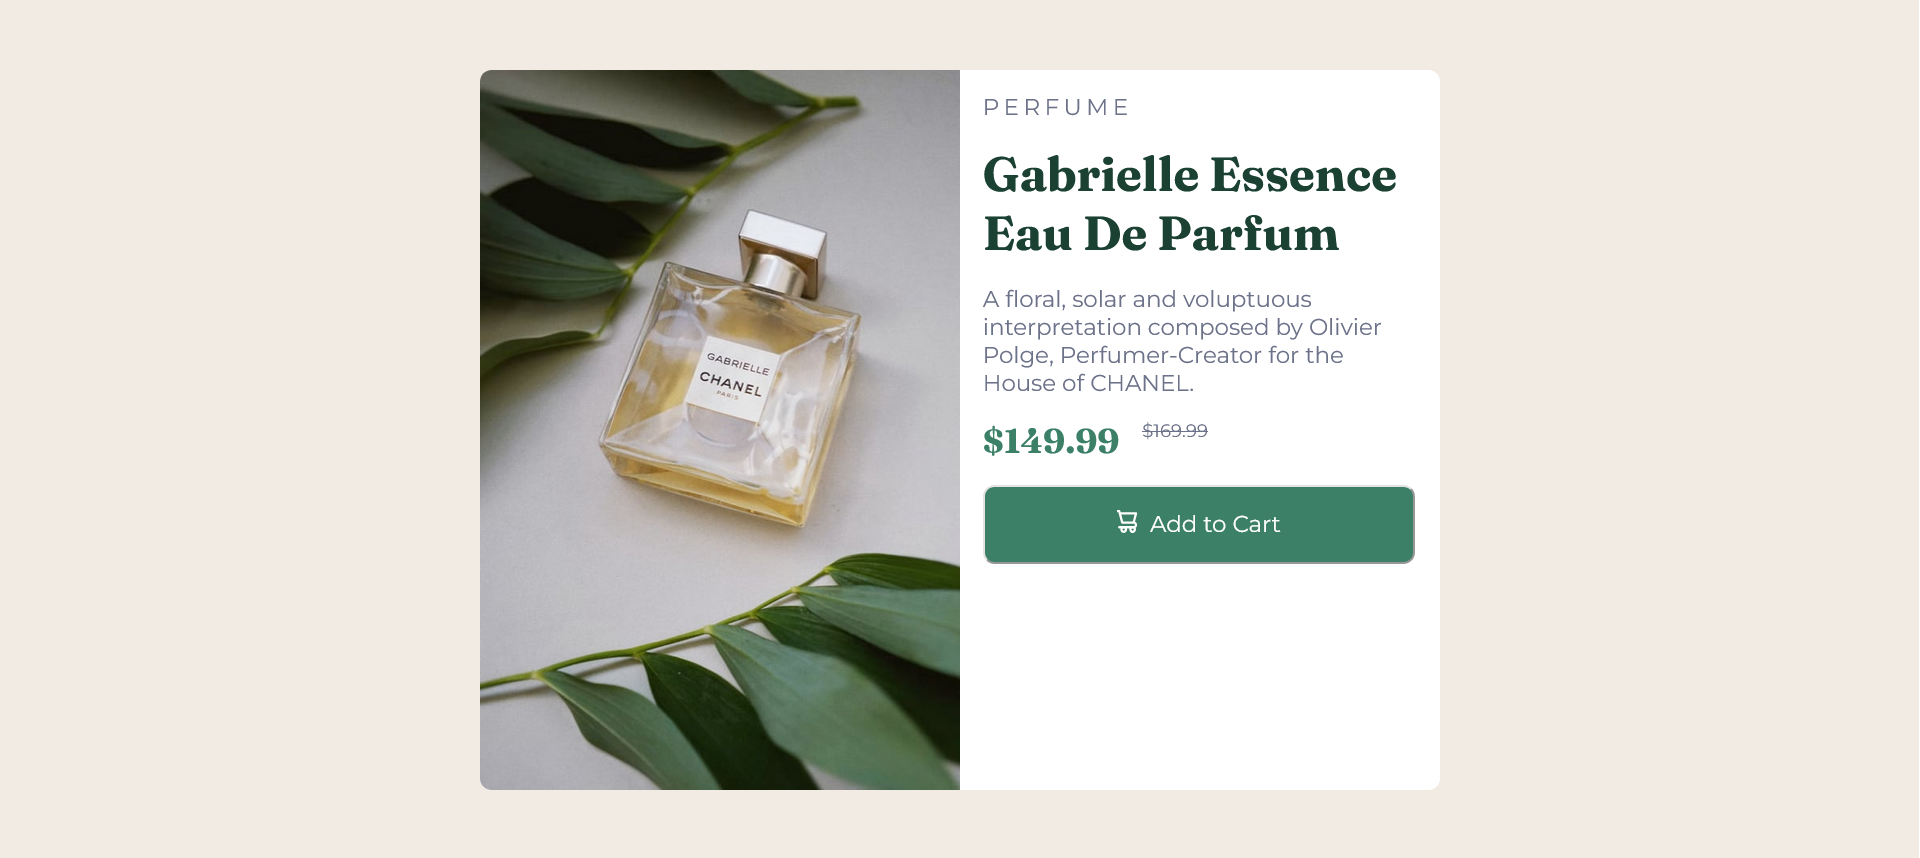 PERFUME
Gabrielle Essence
Eau De Parfum
A floral, solar and voluptuous
interpretation composed by Olivier
Polge, Perfumer-Creator for the
House of CHANEL.
$149.99 $169.99
Add to Cart
GABRIELLE
CHANEL
PARIS